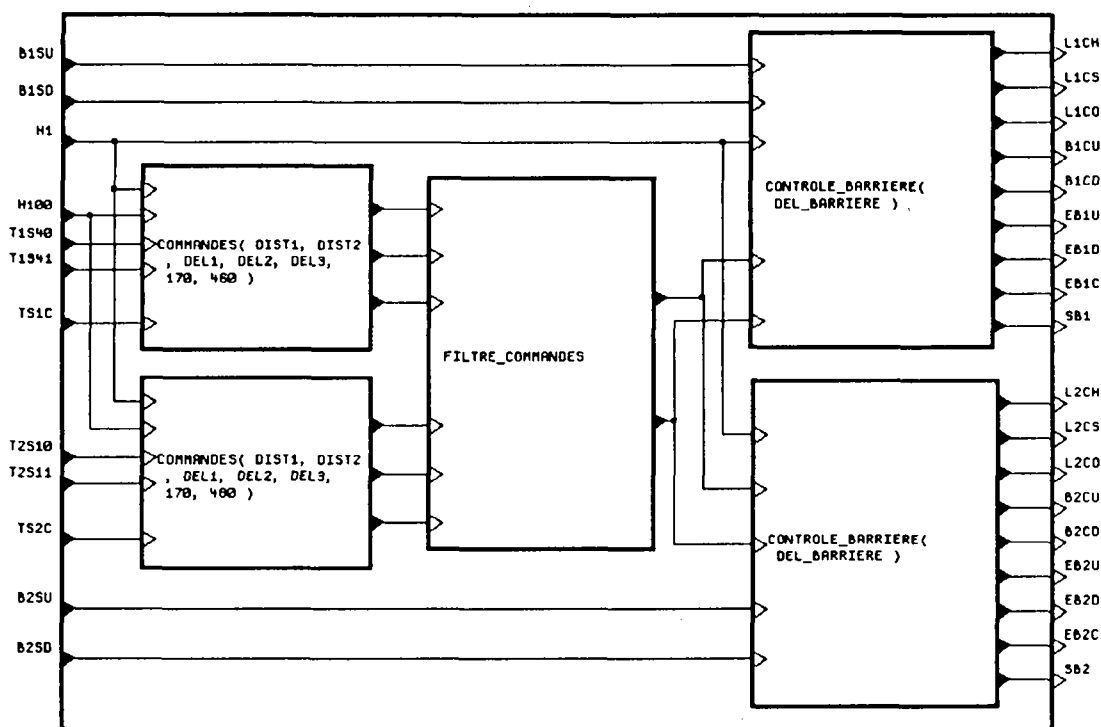 B1SU
B1SD
H1
H100
T1S40
T1S41
TS1C
T2S10
T2S11
TS2C
B2SU
B2SD
COMMANDES( DIST1, DIST2
, DEL1, DEL2, DEL3,
170, 460 )
COMMANDES( DIST1, DIST2
, DEL1, DEL2, DEL3,
170, 460 )
FILTRE_COMMANDES
CONTROLE_BARRIERE(
DEL_BARRIERE )
CONTROLE_BARRIERE(
DEL_BARRIERE )
L1CH
L1CS
L1CO
B1CU
B1CD
EB1U
EB1D
EB1C
SB1
L2CH
L2CS
L2CO
B2CU
B2CD
EB2U
EB2D
EB2C
SB2